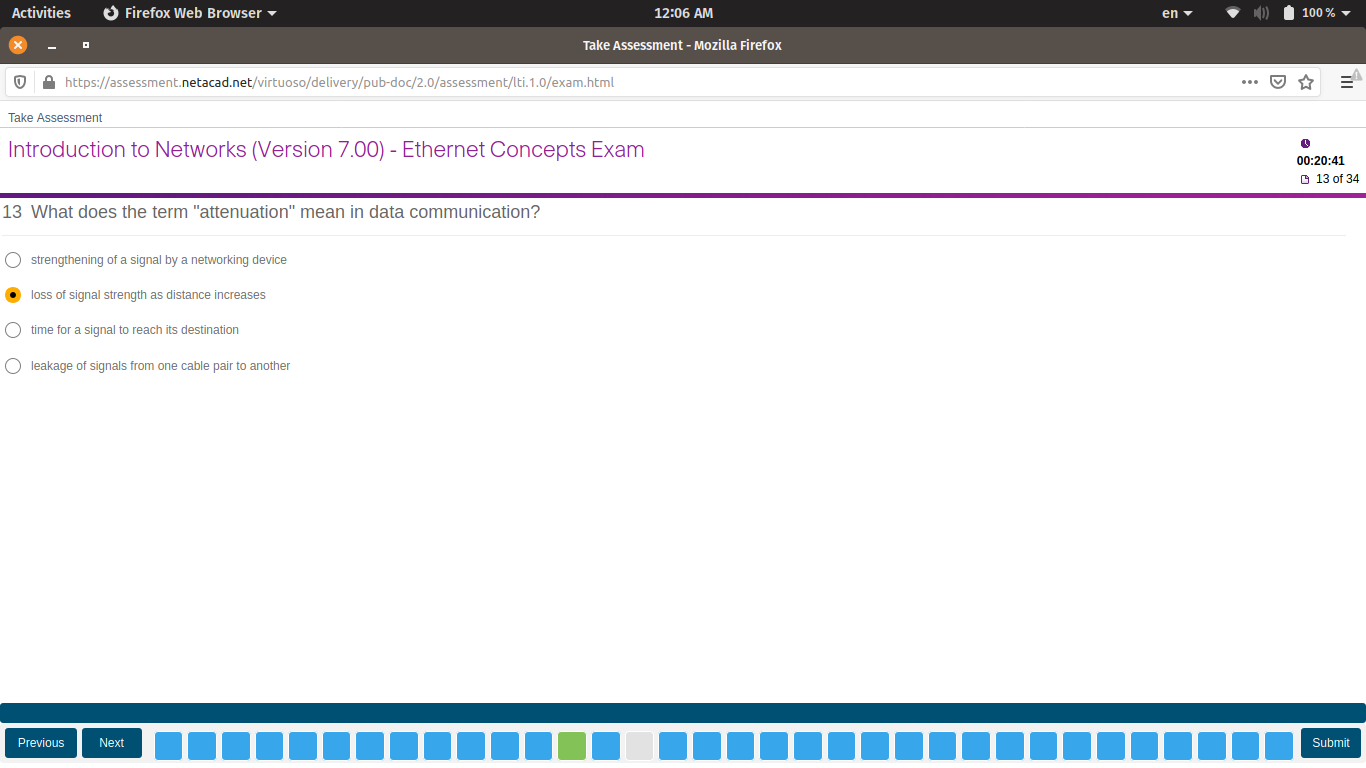 Activities Firefox Web Browser 12:06 AM en 100 %
Take Assessment - Mozilla Firefox
https://assessment.netacad.net/virtuoso/delivery/pub-doc/2.0/assessment/lti.1.0/exam.html
Take Assessment
Introduction to Networks (Version 7.00) - Ethernet Concepts Exam
00:20:41
13 of 34
13 What does the term "attenuation" mean in data communication?
strengthening of a signal by a networking device
loss of signal strength as distance increases
time for a signal to reach its destination
leakage of signals from one cable pair to another
Previous Next Submit